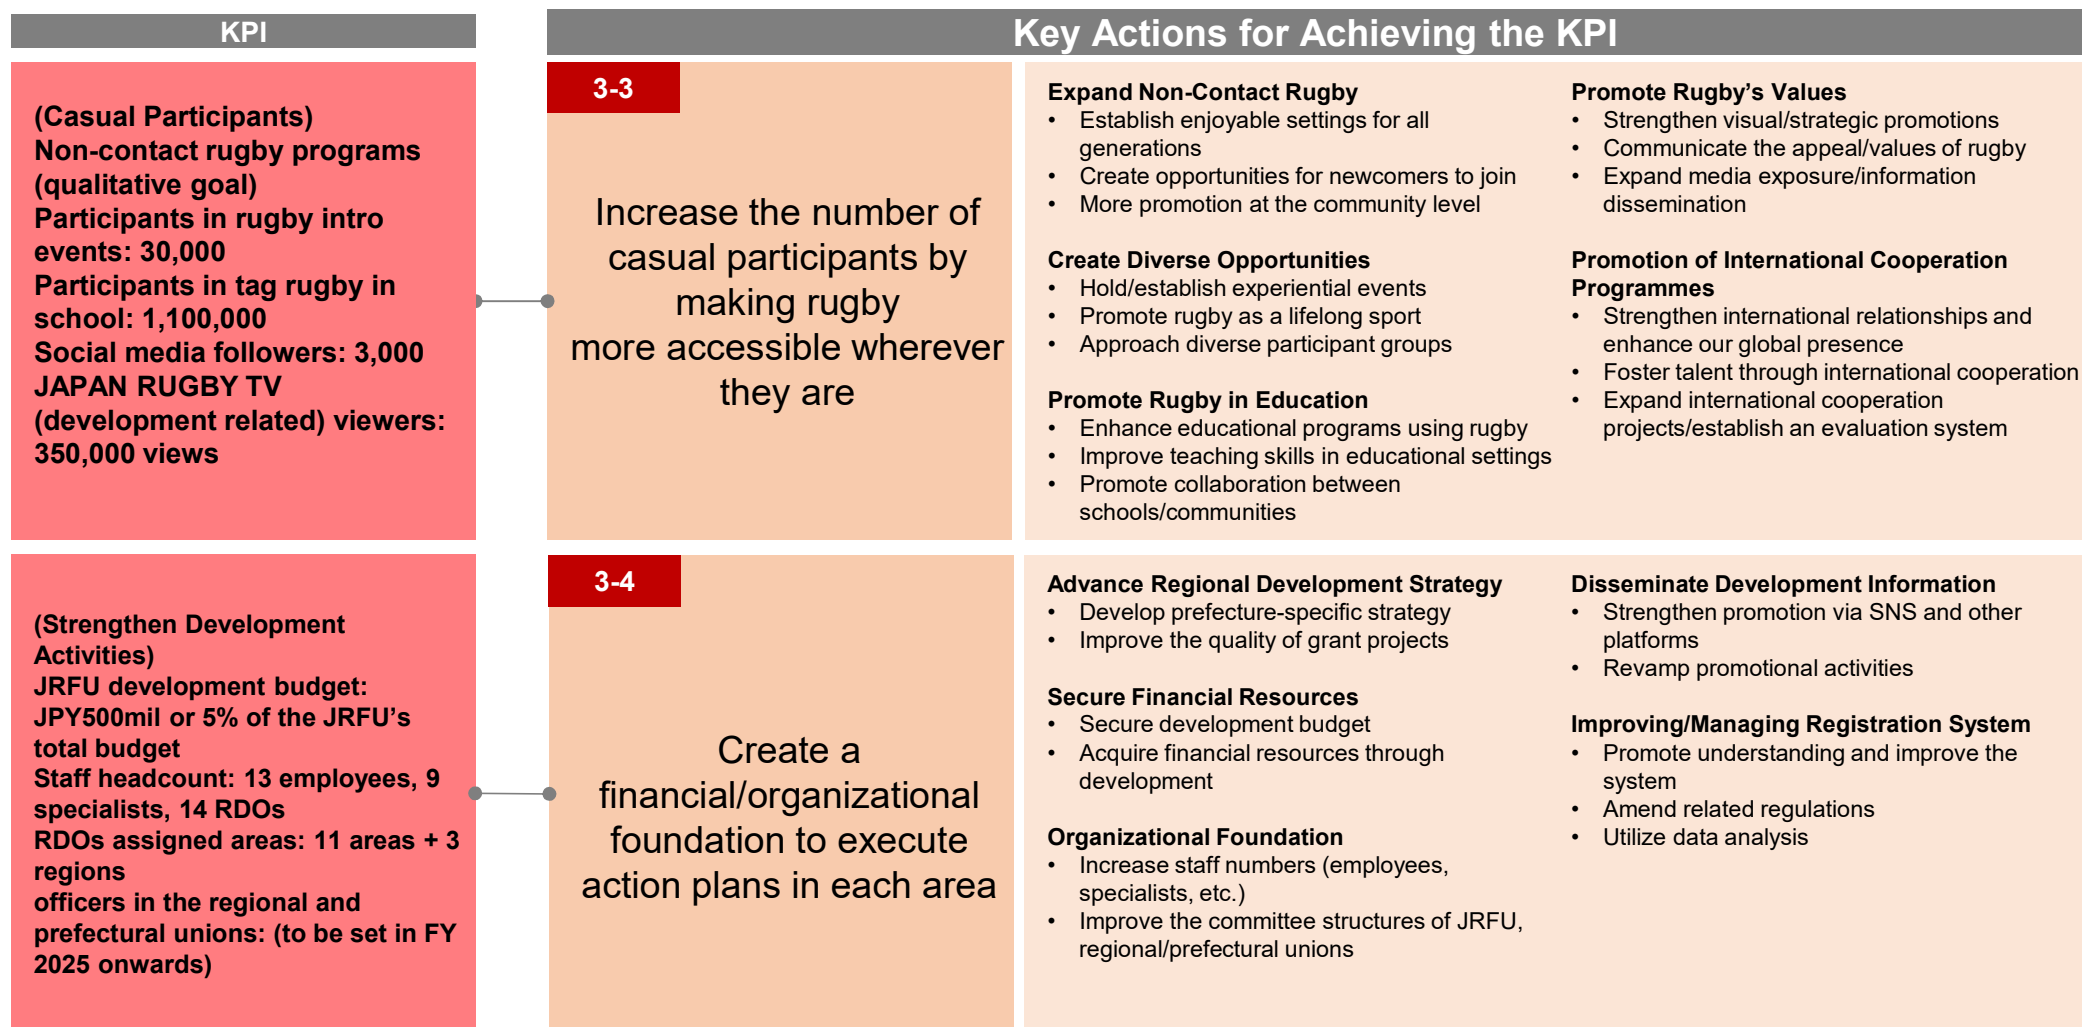 KPI
Key Actions for Achieving the KPI
(Casual Participants)
Non-contact rugby programs
(qualitative goal)
Participants in rugby intro
events: 30,000
Participants in tag rugby in
school: 1,100,000
Social media followers: 3,000
JAPAN RUGBY TV
(development related) viewers:
350,000 views
3-3
Increase the number of
casual participants by
making rugby
more accessible wherever
they are
Expand Non-Contact Rugby
• Establish enjoyable settings for all
generations
• Create opportunities for newcomers to join
• More promotion at the community level
Create Diverse Opportunities
• Hold/establish experiential events
• Promote rugby as a lifelong sport
• Approach diverse participant groups
Promote Rugby in Education
• Enhance educational programs using rugby
• Improve teaching skills in educational settings
• Promote collaboration between
schools/communities
Promote Rugby’s Values
• Strengthen visual/strategic promotions
• Communicate the appeal/values of rugby
• Expand media exposure/information
dissemination
Promotion of International Cooperation
Programmes
• Strengthen international relationships and
enhance our global presence
• Foster talent through international cooperation
• Expand international cooperation
projects/establish an evaluation system
(Strengthen Development
Activities)
JRFU development budget:
JPY500mil or 5% of the JRFU’s
total budget
Staff headcount: 13 employees, 9
specialists, 14 RDOs
RDOs assigned areas: 11 areas + 3
regions
officers in the regional and
prefectural unions: (to be set in FY
2025 onwards)
3-4
Create a
financial/organizational
foundation to execute
action plans in each area
Advance Regional Development Strategy
• Develop prefecture-specific strategy
• Improve the quality of grant projects
Secure Financial Resources
• Secure development budget
• Acquire financial resources through
development
Organizational Foundation
• Increase staff numbers (employees,
specialists, etc.)
• Improve the committee structures of JRFU,
regional/prefectural unions
Disseminate Development Information
• Strengthen promotion via SNS and other
platforms
• Revamp promotional activities
Improving/Managing Registration System
• Promote understanding and improve the
system
• Amend related regulations
• Utilize data analysis